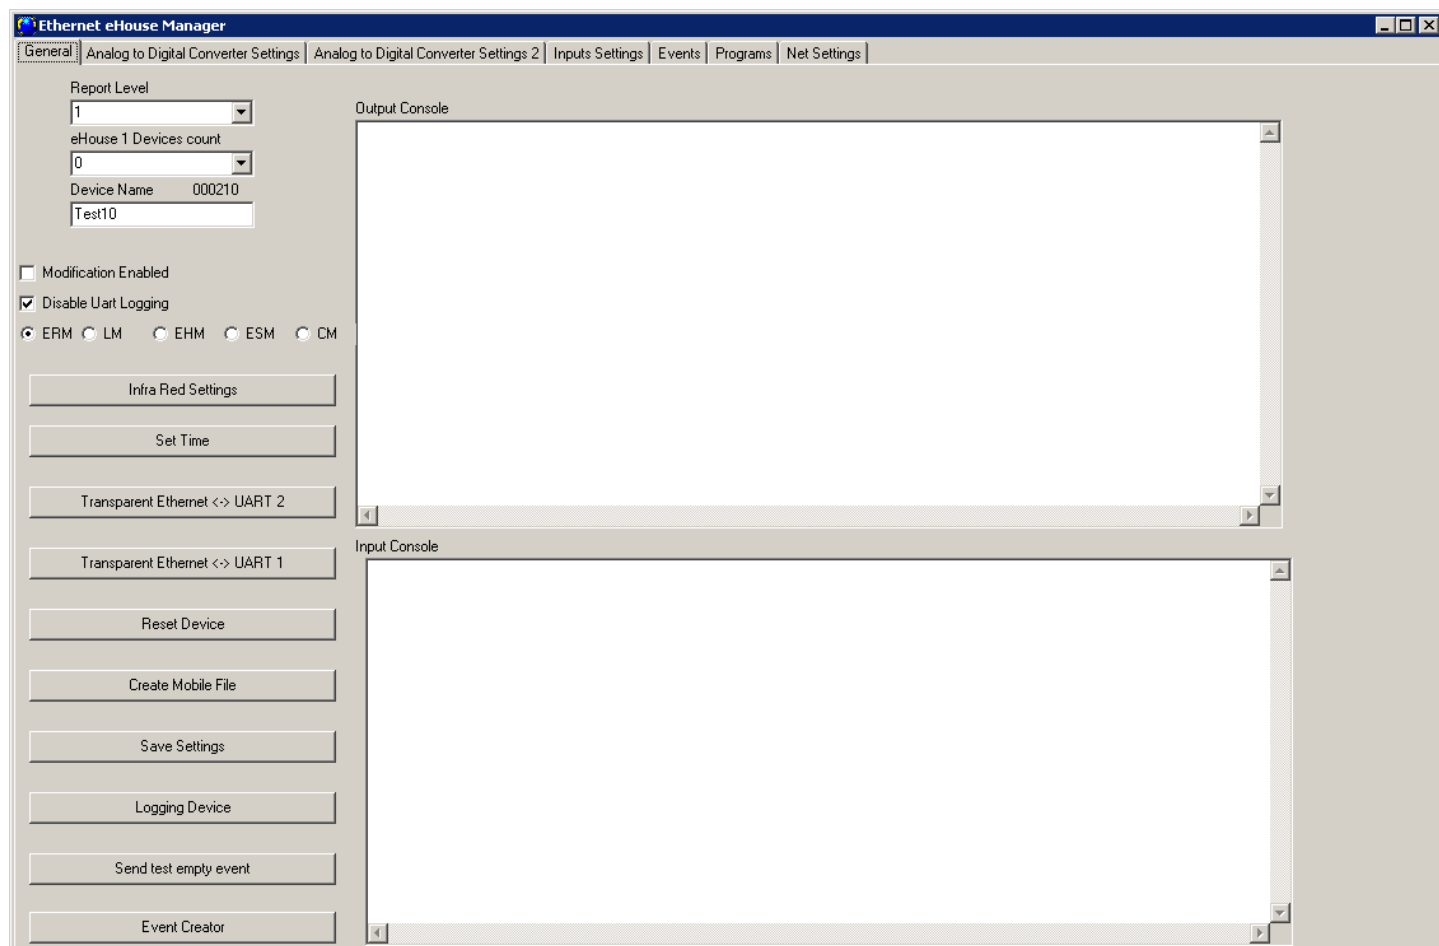 Ethernet eHouse Manager
General Analog to Digital Converter Settings Analog to Digital Converter Settings 2 Inputs Settings Events Programs Net Settings
Report Level
1
eHouse 1 Devices count
0
Device Name 000210
Test10
Modification Enabled
Disable Uart Logging
ERM LM EHM ESM CM
Infra Red Settings
Set Time
Transparent Ethernet <-> UART 2
Transparent Ethernet <-> UART 1
Reset Device
Create Mobile File
Save Settings
Logging Device
Send test empty event
Event Creator
Output Console
Input Console